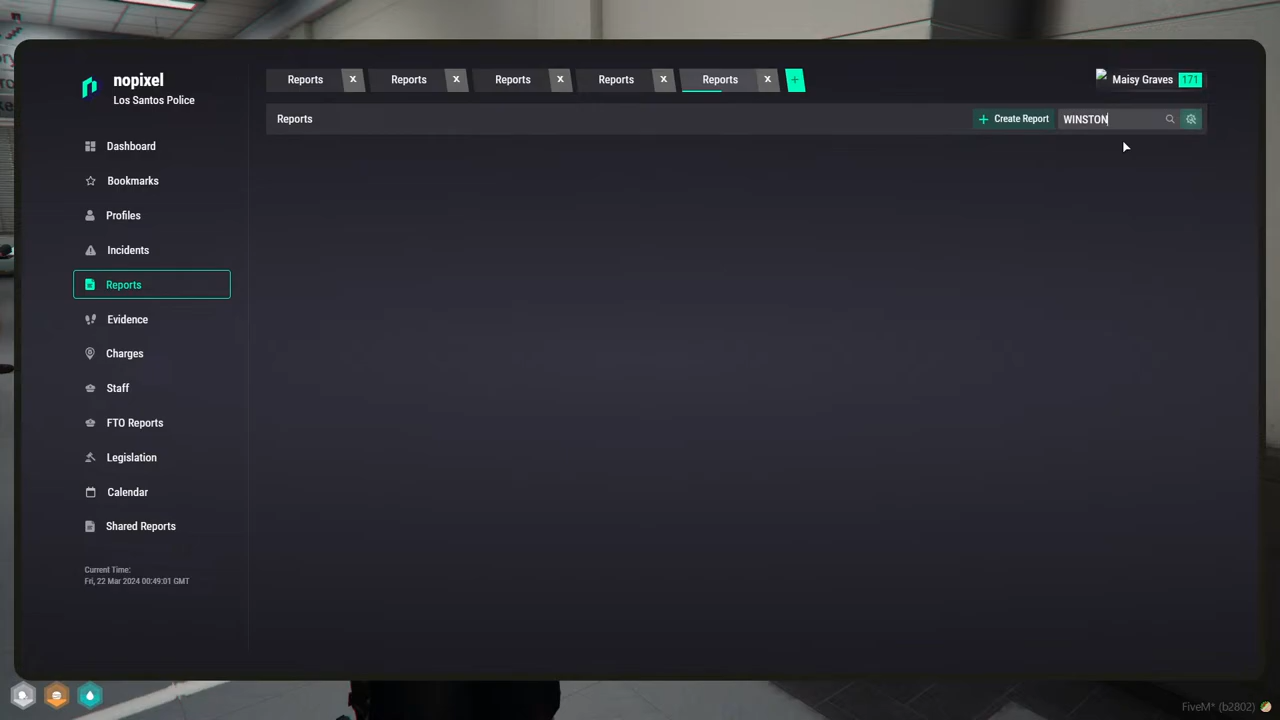 nopixel
Los Santos Police
Reports x Reports x Reports x Reports x Reports x +
Maisy Graves 171
Reports
+ Create Report
WINSTON
Dashboard
Bookmarks
Profiles
Incidents
Reports
Evidence
Charges
Staff
FTO Reports
Legislation
Calendar
Shared Reports
Current Time:
Fri, 22 Mar 2024 00:49:01 GMT
FiveM* (b2802)